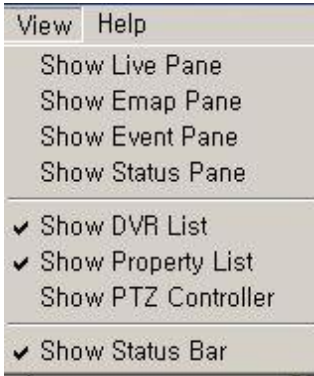 View Help
Show Live Pane
Show Emap Pane
Show Event Pane
Show Status Pane
Show DVR List
Show Property List
Show PTZ Controller
Show Status Bar